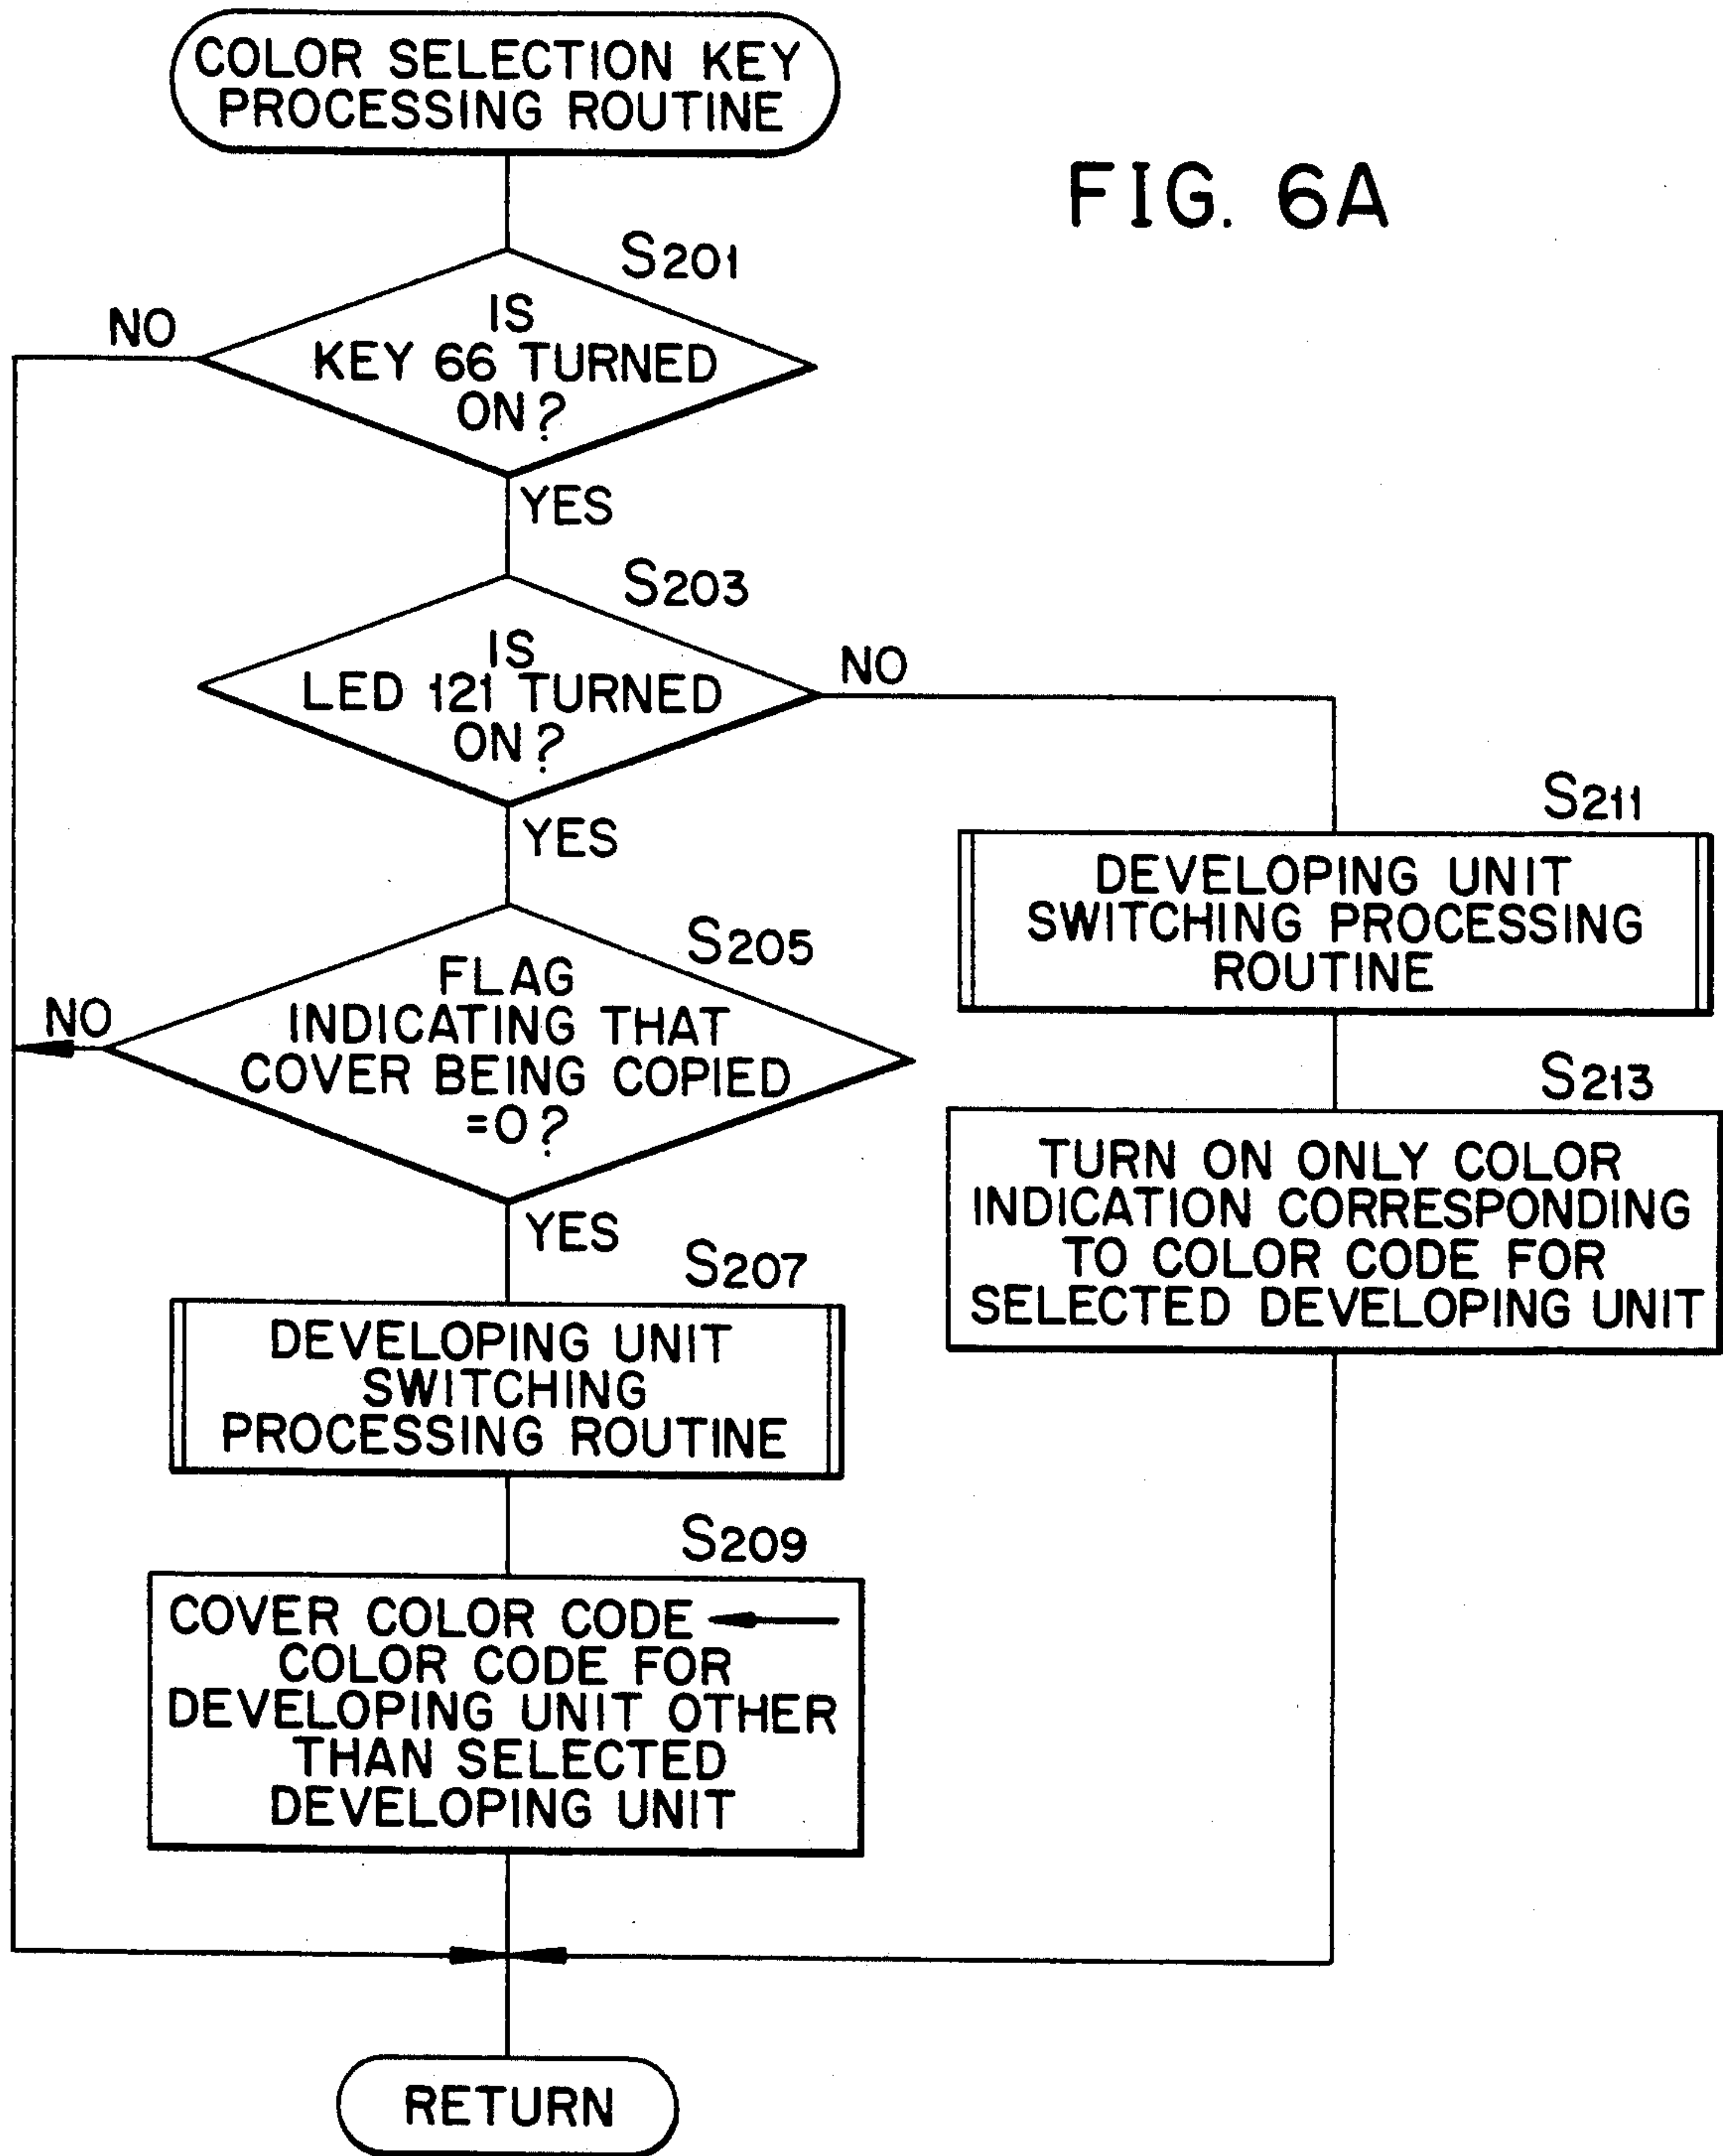 COLOR SELECTION KEY
PROCESSING ROUTINE
FIG. 6A
S201
NO
IS
KEY 66 TURNED
ON?
YES
S203
IS
LED 121 TURNED
ON?
NO
YES
S205
FLAG
INDICATING THAT
COVER BEING COPIED
=0?
NO
YES
S207
DEVELOPING UNIT
SWITCHING
PROCESSING ROUTINE
S209
COVER COLOR CODE ←
COLOR CODE FOR
DEVELOPING UNIT OTHER
THAN SELECTED
DEVELOPING UNIT
S211
DEVELOPING UNIT
SWITCHING PROCESSING
ROUTINE
S213
TURN ON ONLY COLOR
INDICATION CORRESPONDING
TO COLOR CODE FOR
SELECTED DEVELOPING UNIT
RETURN